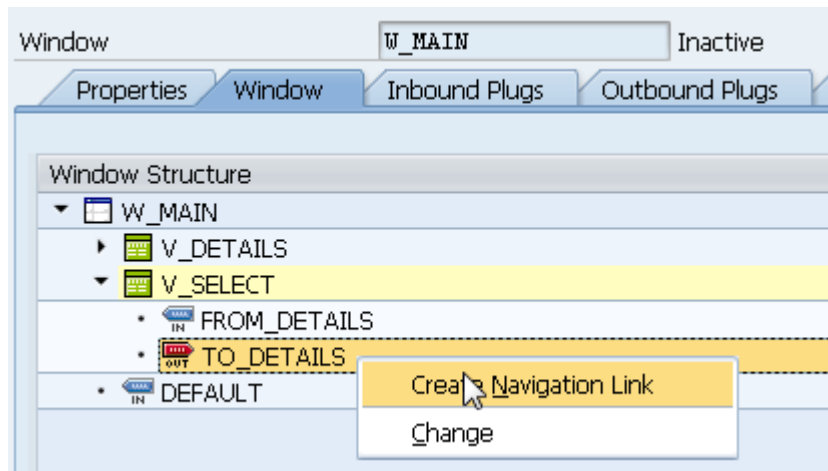 Window W_MAIN Inactive
Properties Window Inbound Plugs Outbound Plugs
Window Structure
W_MAIN
V_DETAILS
V_SELECT
IN FROM_DETAILS
OUT TO_DETAILS
Create Navigation Link
IN DEFAULT
Change